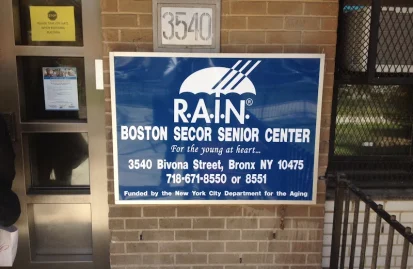 3540
R.A.I.N.®
BOSTON SECOR SENIOR CENTER
For the young at heart...
3540 Bivona Street, Bronx NY 10475
718-671-8550 or 8551
Funded by the New York City Department for the Aging